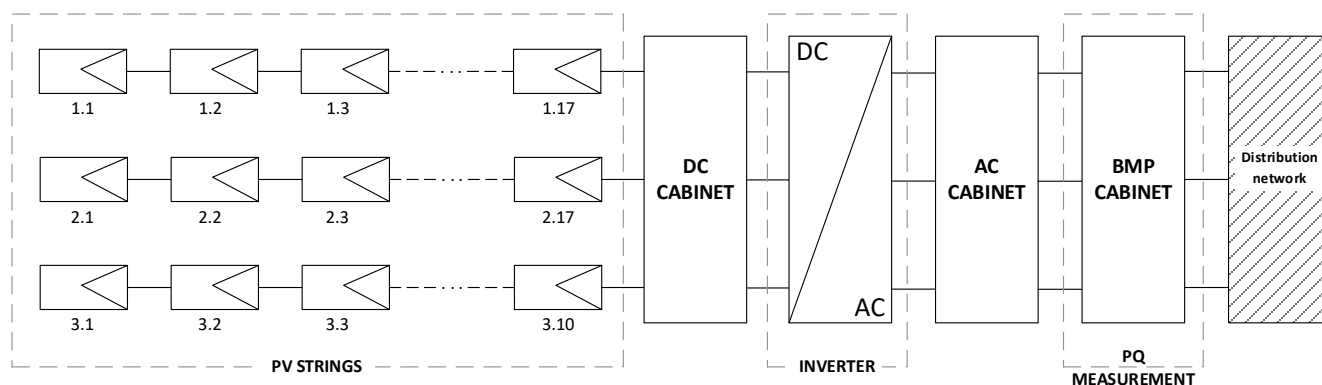 1.1
1.2
1.3
...
1.17
2.1
2.2
2.3
...
2.17
3.1
3.2
3.3
...
3.10
PV STRINGS
DC
CABINET
DC
AC
INVERTER
AC
CABINET
BMP
CABINET
PQ
MEASUREMENT
Distribution
network